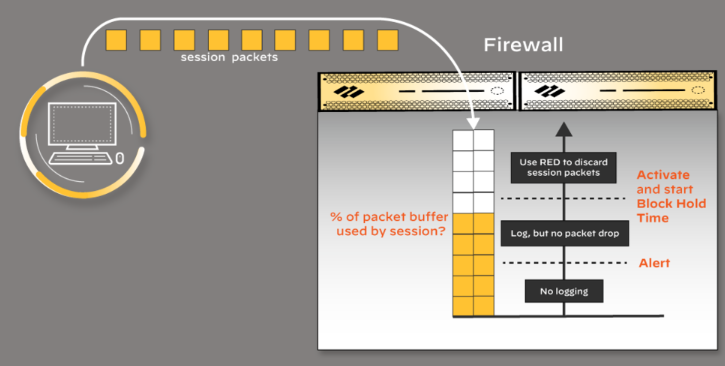 session packets
Firewall
Use RED to discard
session packets
Activate
and start
Block Hold
Time
% of packet buffer
used by session?
Log, but no packet drop
Alert
No logging